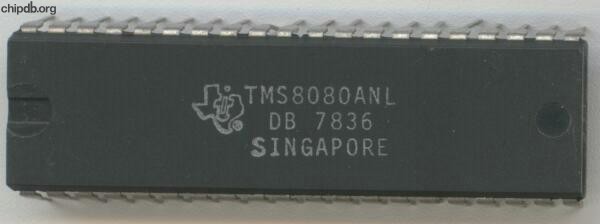 chipdb.org
TMS8080ANL
DB 7836
SINGAPORE